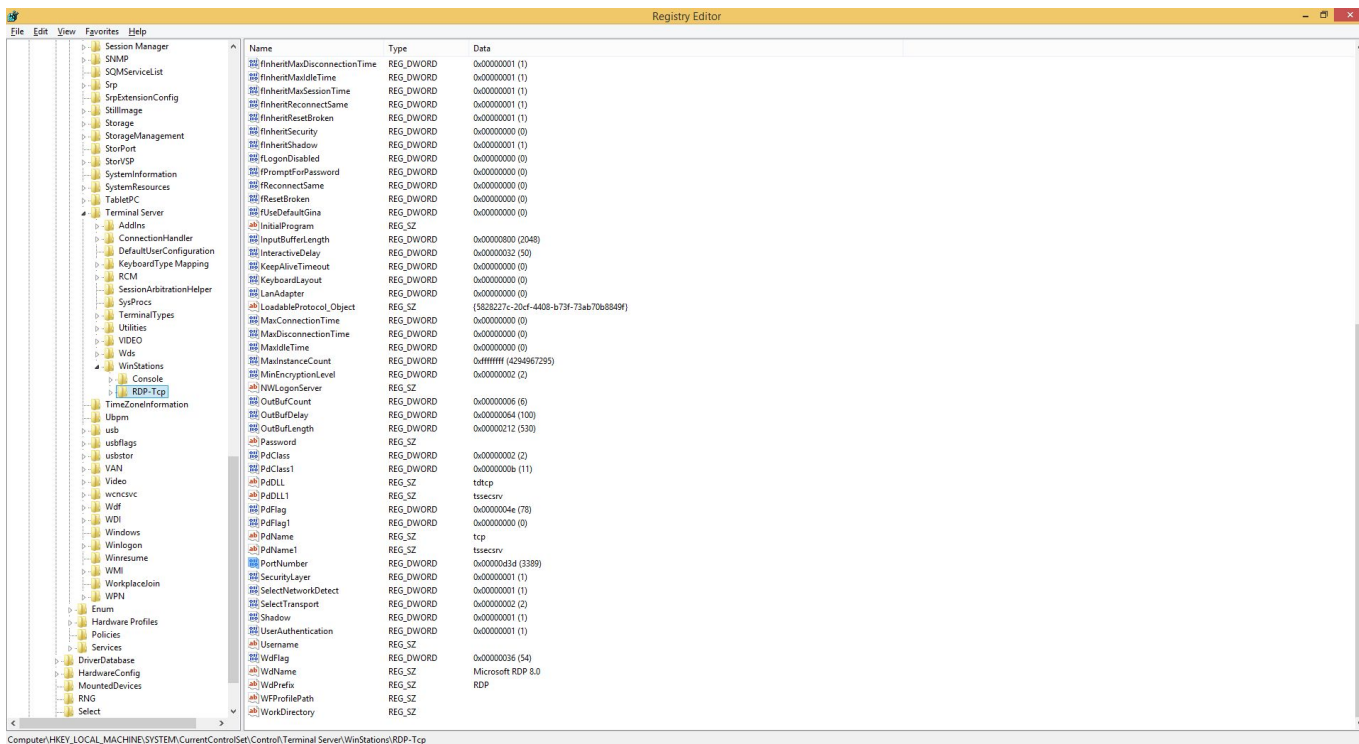 Registry Editor
File Edit View Favorites Help
Session Manager
SNMP
SQMServiceList
Srp
SrpExtensionConfig
StillImage
Storage
StorageManagement
StorPort
StorVSP
SystemInformation
SystemResources
TabletPC
Terminal Server
AddIns
ConnectionHandler
DefaultUserConfiguration
KeyboardType Mapping
RCM
SessionArbitrationHelper
SysProcs
TerminalTypes
Utilities
VIDEO
Wds
WinStations
Console
RDP-Tcp
TimeZoneInformation
Ubpm
usb
usbflags
usbstor
VAN
Video
wcncsvc
Wdf
WDI
Windows
Winlogon
Winresume
WMI
WorkplaceJoin
WPN
Enum
Hardware Profiles
Policies
Services
DriverDatabase
HardwareConfig
MountedDevices
RNG
Select
Name Type Data
fInheritMaxDisconnectionTime REG_DWORD 0x00000001 (1)
fInheritMaxIdleTime REG_DWORD 0x00000001 (1)
fInheritMaxSessionTime REG_DWORD 0x00000001 (1)
fInheritReconnectSame REG_DWORD 0x00000001 (1)
fInheritResetBroken REG_DWORD 0x00000001 (1)
fInheritSecurity REG_DWORD 0x00000000 (0)
fInheritShadow REG_DWORD 0x00000001 (1)
fLogonDisabled REG_DWORD 0x00000000 (0)
fPromptForPassword REG_DWORD 0x00000000 (0)
fReconnectSame REG_DWORD 0x00000000 (0)
fResetBroken REG_DWORD 0x00000000 (0)
fUseDefaultGina REG_DWORD 0x00000000 (0)
InitialProgram REG_SZ
InputBufferLength REG_DWORD 0x00000800 (2048)
InteractiveDelay REG_DWORD 0x00000032 (50)
KeepAliveTimeout REG_DWORD 0x00000000 (0)
KeyboardLayout REG_DWORD 0x00000000 (0)
LanAdapter REG_DWORD 0x00000000 (0)
LoadableProtocol_Object REG_SZ {5828227c-20cf-4408-b73f-73ab70b8849f}
MaxConnectionTime REG_DWORD 0x00000000 (0)
MaxDisconnectionTime REG_DWORD 0x00000000 (0)
MaxIdleTime REG_DWORD 0x00000000 (0)
MaxInstanceCount REG_DWORD 0xffffffff (4294967295)
MinEncryptionLevel REG_DWORD 0x00000002 (2)
NWLogonServer REG_SZ
OutBufCount REG_DWORD 0x00000006 (6)
OutBufDelay REG_DWORD 0x00000064 (100)
OutBufLength REG_DWORD 0x00000212 (530)
Password REG_SZ
PdClass REG_DWORD 0x00000002 (2)
PdClass1 REG_DWORD 0x0000000b (11)
PdDLL REG_SZ tdtcp
PdDLL1 REG_SZ tssecsrv
PdFlag REG_DWORD 0x0000004e (78)
PdFlag1 REG_DWORD 0x00000000 (0)
PdName REG_SZ tcp
PdName1 REG_SZ tssecsrv
PortNumber REG_DWORD 0x00000d3d (3389)
SecurityLayer REG_DWORD 0x00000001 (1)
SelectNetworkDetect REG_DWORD 0x00000001 (1)
SelectTransport REG_DWORD 0x00000002 (2)
Shadow REG_DWORD 0x00000001 (1)
UserAuthentication REG_DWORD 0x00000001 (1)
Username REG_SZ
WdFlag REG_DWORD 0x00000036 (54)
WdName REG_SZ Microsoft RDP 8.0
WdPrefix REG_SZ RDP
WFProfilePath REG_SZ
WorkDirectory REG_SZ
Computer\HKEY_LOCAL_MACHINE\SYSTEM\CurrentControlSet\Control\Terminal Server\WinStations\RDP-Tcp